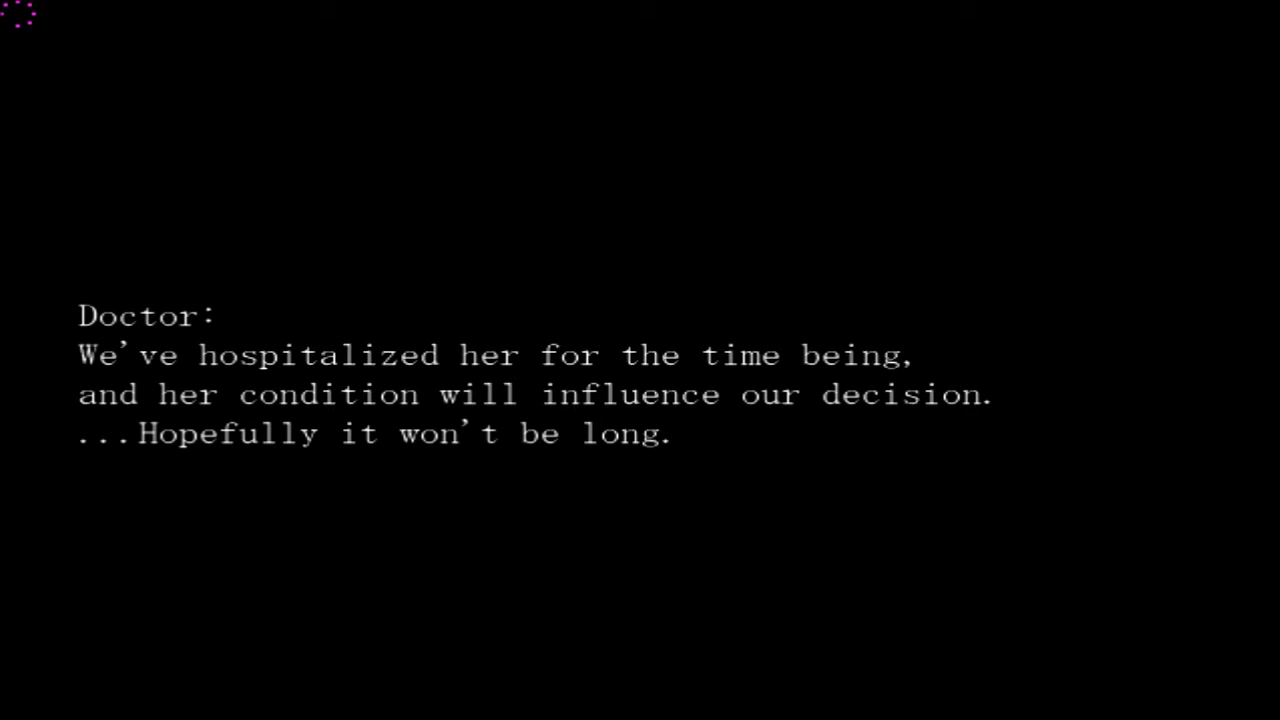 Doctor:
We've hospitalized her for the time being,
and her condition will influence our decision.
...Hopefully it won't be long.